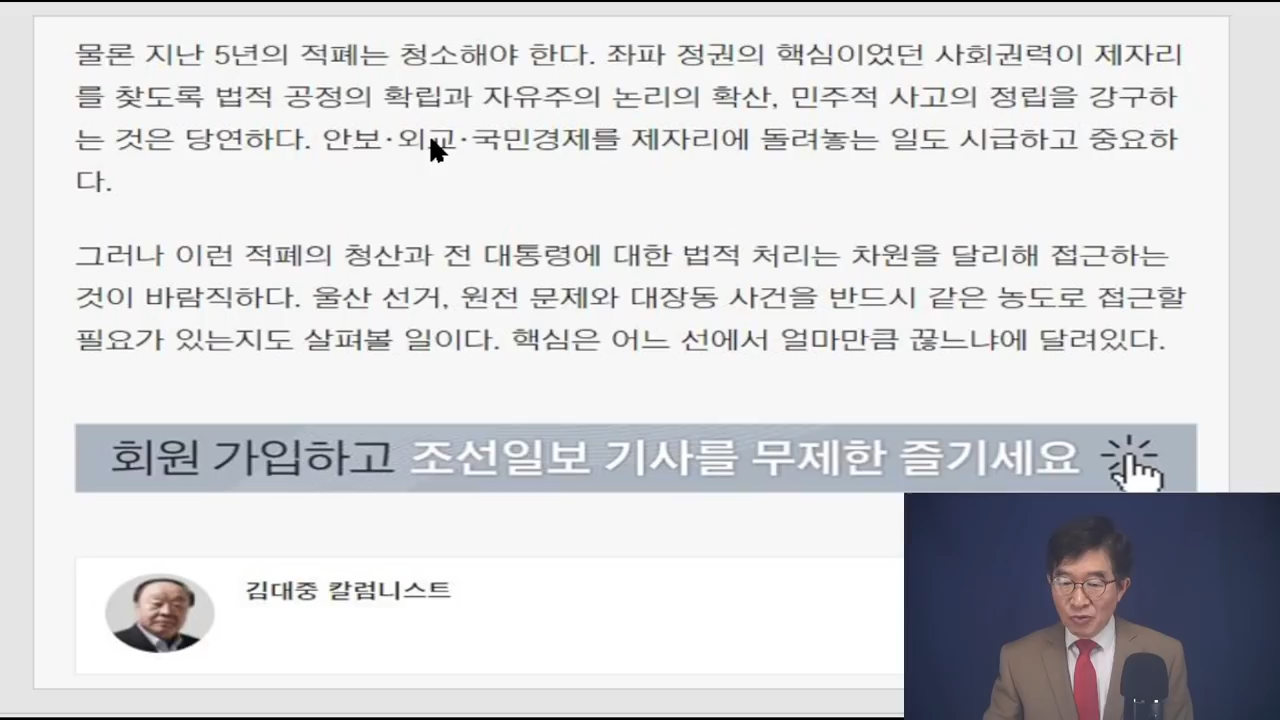 물론 지난 5년의 적폐는 청소해야 한다. 좌파 정권의 핵심이었던 사회권력이 제자리
를 찾도록 법적 공정의 확립과 자유주의 논리의 확산, 민주적 사고의 정립을 강구하
는 것은 당연하다. 안보·외교·국민경제를 제자리에 돌려놓는 일도 시급하고 중요하
다.
그러나 이런 적폐의 청산과 전 대통령에 대한 법적 처리는 차원을 달리해 접근하는
것이 바람직하다. 울산 선거, 원전 문제와 대장동 사건을 반드시 같은 농도로 접근할
필요가 있는지도 살펴볼 일이다. 핵심은 어느 선에서 얼마만큼 끊느냐에 달려있다.
회원 가입하고 조선일보 기사를 무제한 즐기세요
김대중 칼럼니스트